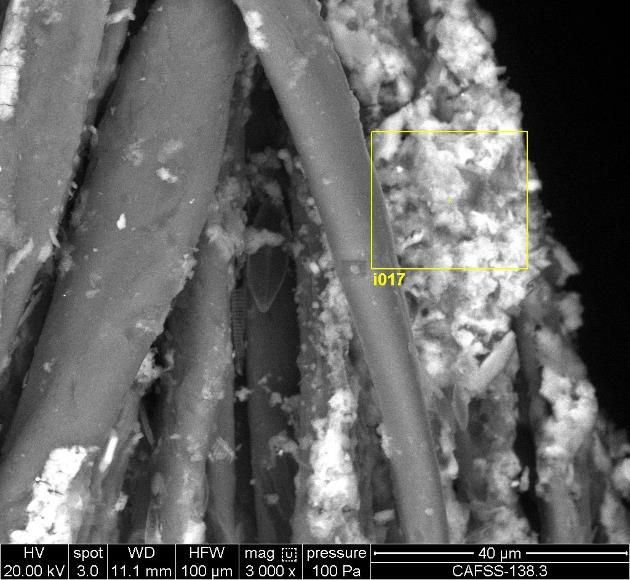 i017
HV spot WD HFW mag pressure 40 µm
20.00 kV 3.0 11.1 mm 100 µm 3 000 x 100 Pa CAFSS-138.3